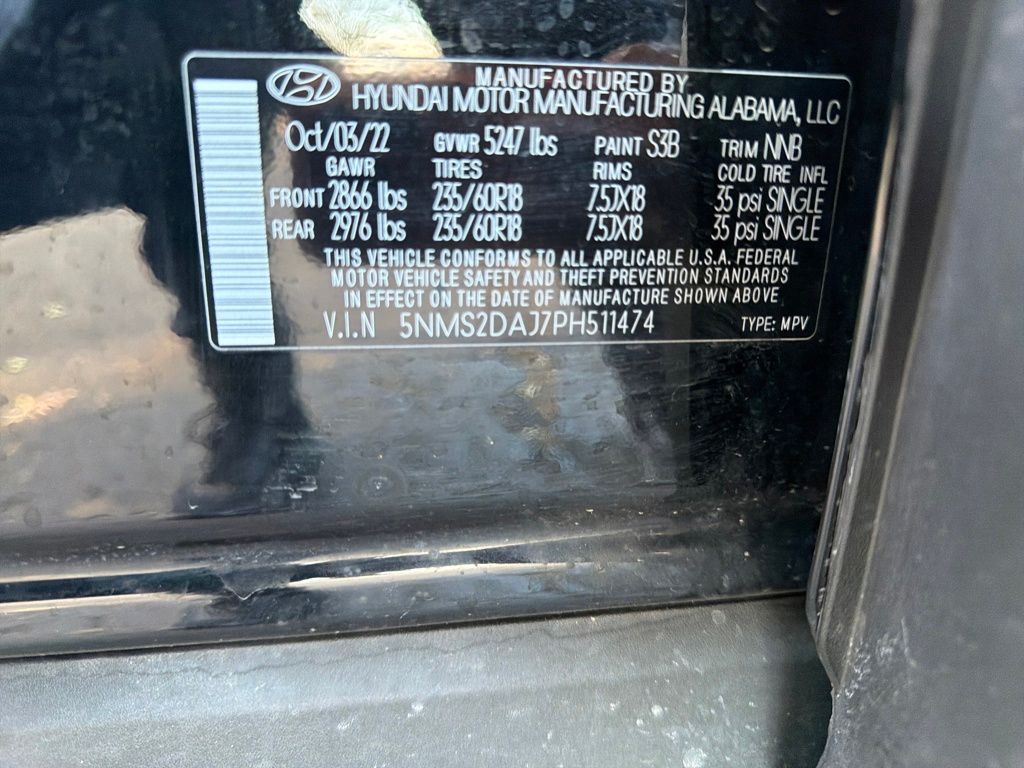 MANUFACTURED BY
HYUNDAI MOTOR MANUFACTURING ALABAMA, LLC
Oct/03/22 GVWR 5247 lbs PAINT S3B TRIM NNB
GAWR TIRES RIMS COLD TIRE INFL
FRONT 2866 lbs 235/60R18 7.5JX18 35 psi SINGLE
REAR 2976 lbs 235/60R18 7.5JX18 35 psi SINGLE
THIS VEHICLE CONFORMS TO ALL APPLICABLE U.S.A. FEDERAL
MOTOR VEHICLE SAFETY AND THEFT PREVENTION STANDARDS
IN EFFECT ON THE DATE OF MANUFACTURE SHOWN ABOVE
V.I.N 5NMS2DAJ7PH511474 TYPE: MPV